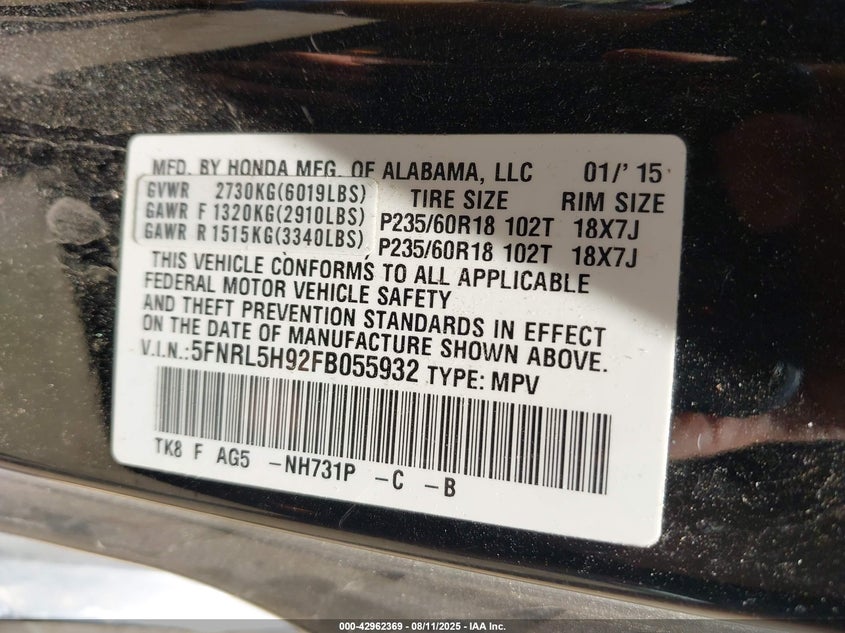 MFD. BY HONDA MFG. OF ALABAMA, LLC 01/' 15
GVWR 2730KG(6019LBS) TIRE SIZE RIM SIZE
GAWR F 1320KG(2910LBS) P235/60R18 102T 18X7J
GAWR R 1515KG(3340LBS) P235/60R18 102T 18X7J
THIS VEHICLE CONFORMS TO ALL APPLICABLE
FEDERAL MOTOR VEHICLE SAFETY
AND THEFT PREVENTION STANDARDS IN EFFECT
ON THE DATE OF MANUFACTURE SHOWN ABOVE.
V.I.N.:5FNRL5H92FB055932 TYPE: MPV
TK8 F AG5 -NH731P -C -B
000-42962369 - 08/11/2025 - IAA Inc.